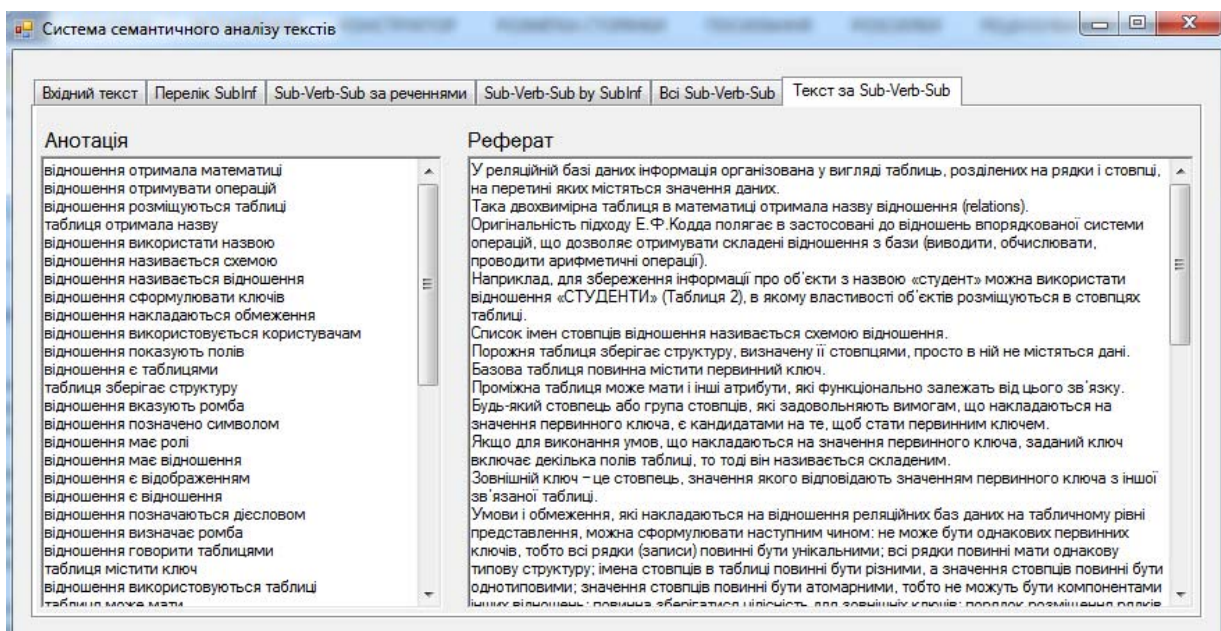 Система семантичного аналізу текстів
Вхідний текст Перелік SubInf Sub-Verb-Sub за реченнями Sub-Verb-Sub by SubInf Всі Sub-Verb-Sub Текст за Sub-Verb-Sub
Анотація
відношення отримала математиці
відношення отримувати операцій
відношення розміщуються таблиці
таблиця отримала назву
відношення використати назвою
відношення називається схемою
відношення називається відношення
відношення сформулювати ключів
відношення накладаються обмеження
відношення використовується користувачам
відношення показують полів
відношення є таблицями
таблиця зберігає структуру
відношення вказують ромба
відношення позначено символом
відношення має ролі
відношення має відношення
відношення є відображенням
відношення є відношення
відношення позначаються дієсловом
відношення визначає ромба
відношення говорити таблицями
таблиця містити ключ
відношення використовуються таблиці
таблиця може мати
Реферат
У реляційній базі даних інформація організована у вигляді таблиць, розділених на рядки і стовпці,
на перетині яких містяться значення даних.
Така двохвимірна таблиця в математиці отримала назву відношення (relations).
Оригінальність підходу Е.Ф.Кодда полягає в застосовані до відношень впорядкованої системи
операцій, що дозволяє отримувати складені відношення з бази (виводити, обчислювати,
проводити арифметичні операції).
Наприклад, для збереження інформації про об'єкти з назвою «студент» можна використати
відношення «СТУДЕНТИ» (Таблиця 2), в якому властивості об'єктів розміщуються в стовпцях
таблиці.
Список імен стовпців відношення називається схемою відношення.
Порожня таблиця зберігає структуру, визначену її стовпцями, просто в ній не містяться дані.
Базова таблиця повинна містити первинний ключ.
Проміжна таблиця може мати і інші атрибути, які функціонально залежать від цього зв'язку.
Будь-який стовпець або група стовпців, які задовольняють вимогам, що накладаються на
значення первинного ключа, є кандидатами на те, щоб стати первинним ключем.
Якщо для виконання умов, що накладаються на значення первинного ключа, заданий ключ
включає декілька полів таблиці, то тоді він називається складеним.
Зовнішній ключ – це стовпець, значення якого відповідають значенням первинного ключа з іншої
зв'язаної таблиці.
Умови і обмеження, які накладаються на відношення реляційних баз даних на табличному рівні
представлення, можна сформулювати наступним чином: не може бути однакових первинних
ключів, тобто всі рядки (записи) повинні бути унікальними; всі рядки повинні мати однакову
типову структуру; імена стовпців в таблиці повинні бути різними, а значення стовпців повинні бути
однотиповими; значення стовпців повинні бути атомарними, тобто не можуть бути компонентами
інших відношень; повинна зберігатися цілісність для зовнішніх ключів; порядок розміщення рядків